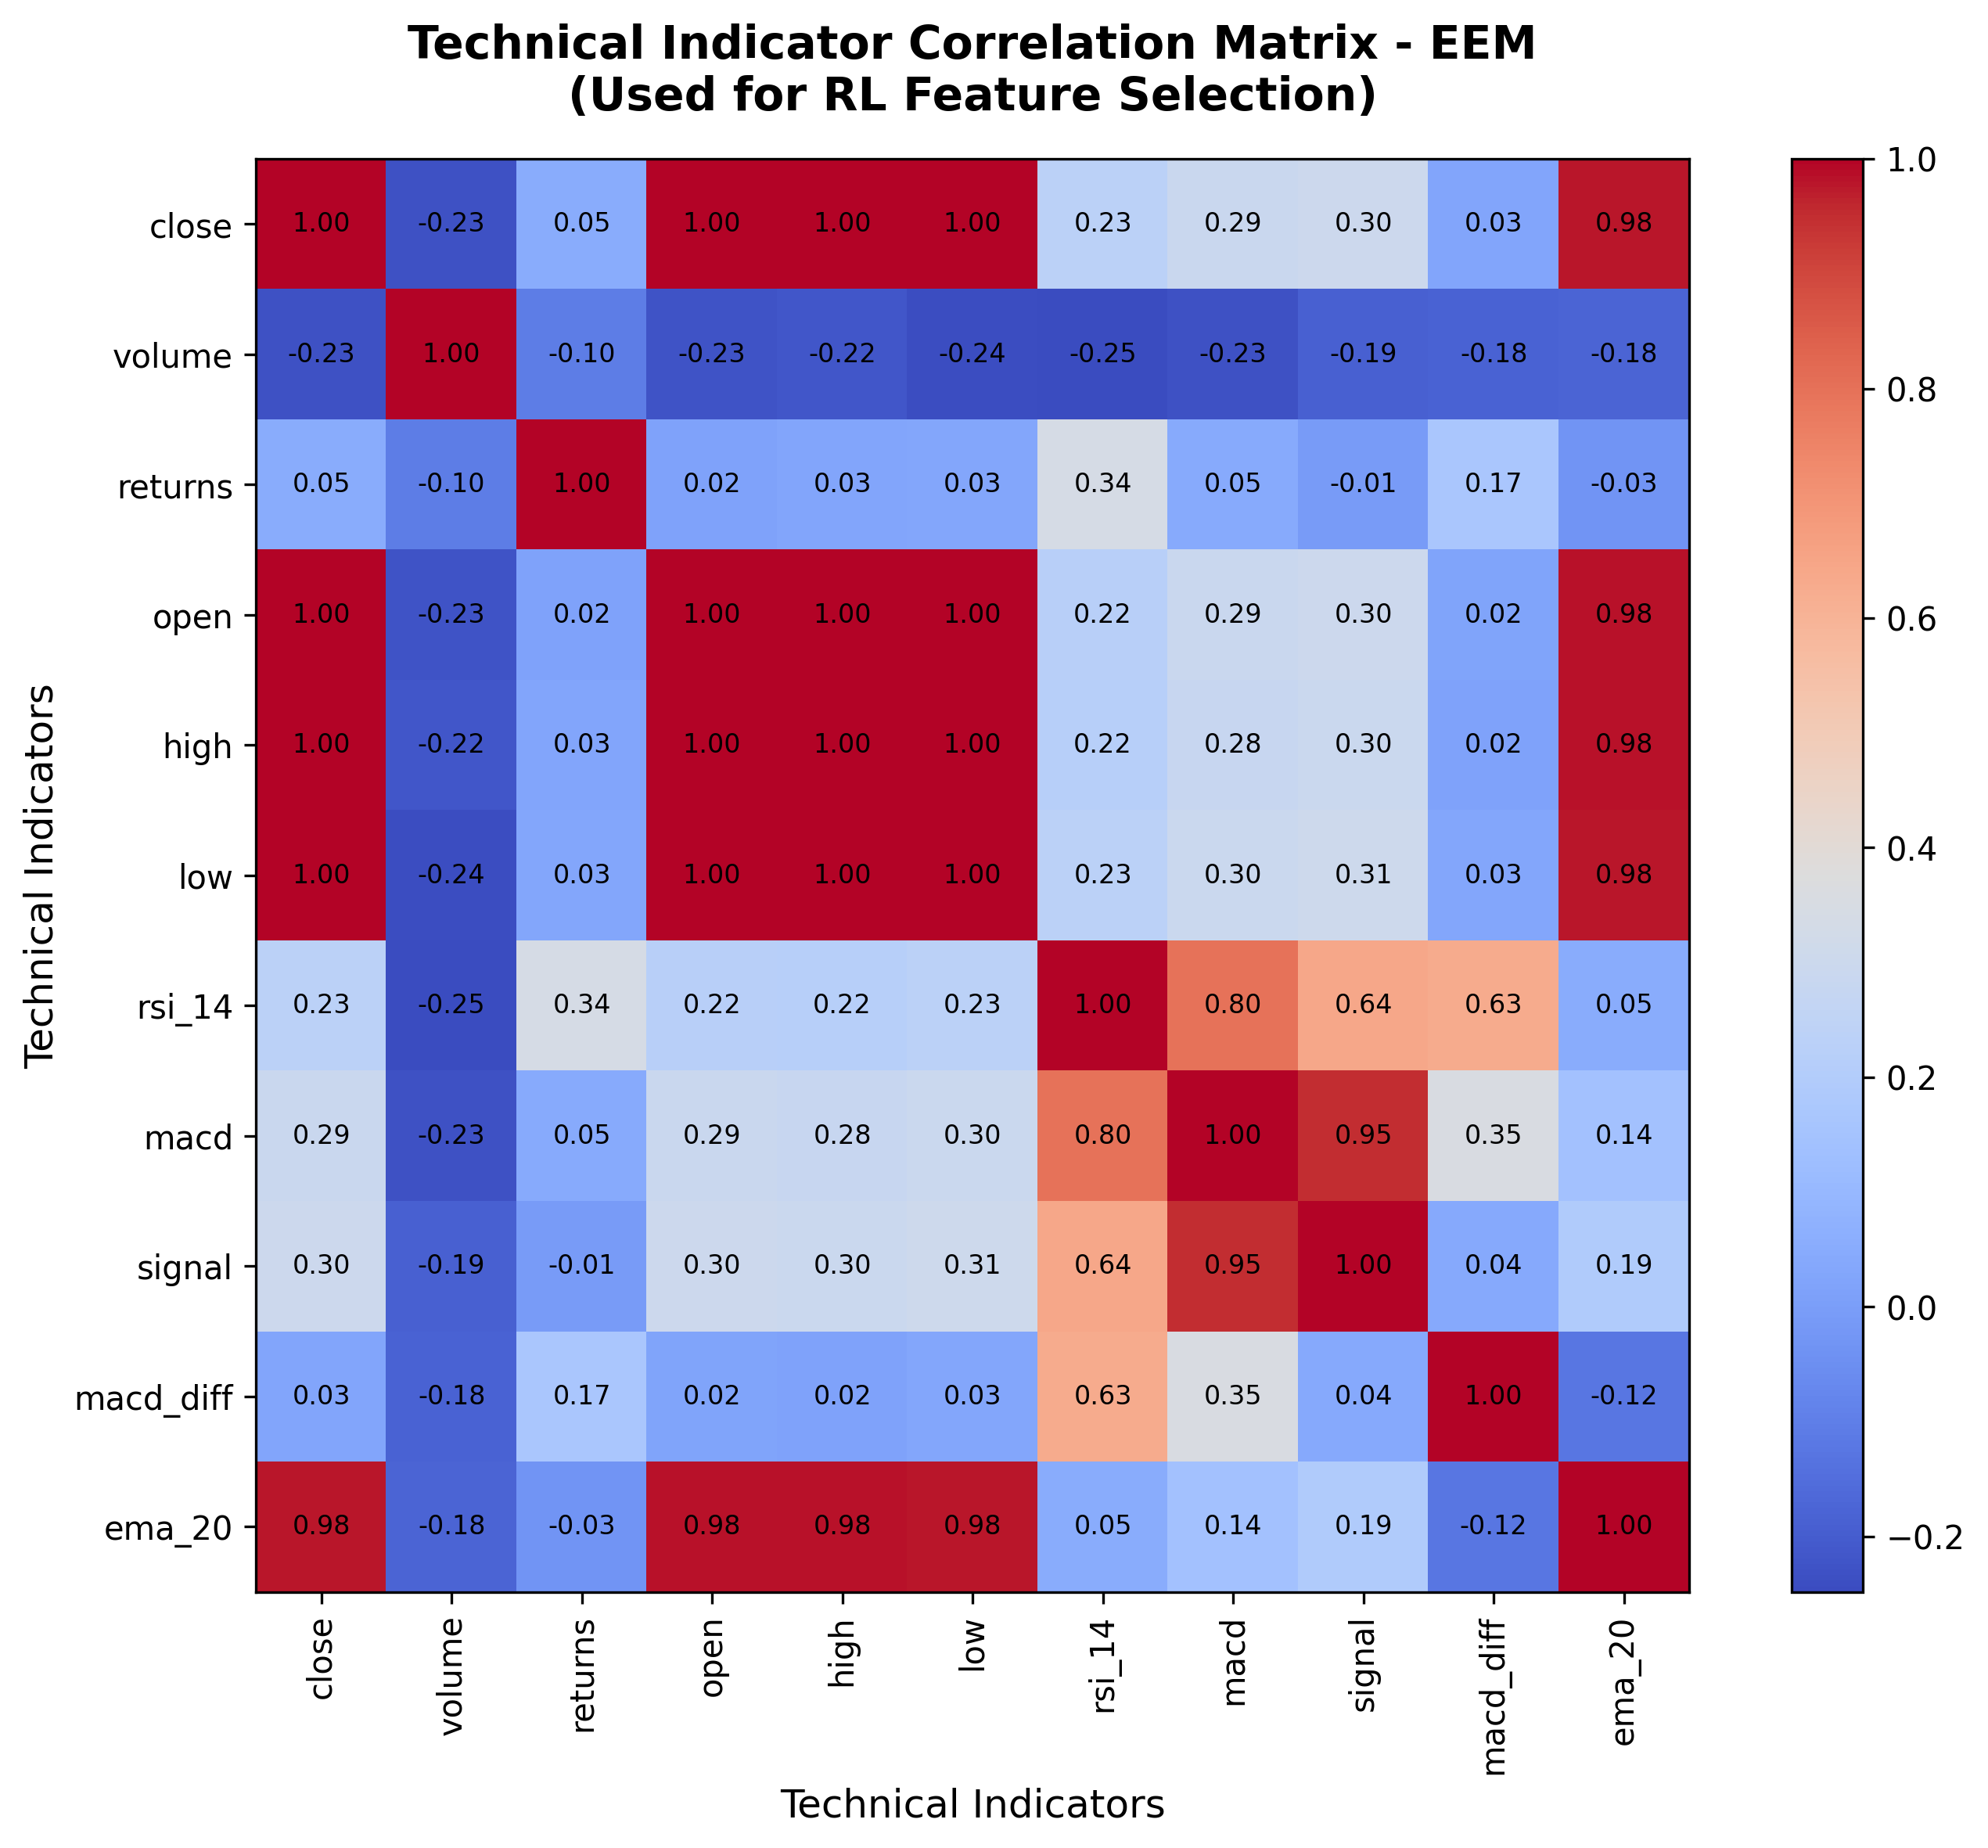 Technical Indicator Correlation Matrix - EEM
(Used for RL Feature Selection)
Technical Indicators
close 1.00 -0.23 0.05 1.00 1.00 1.00 0.23 0.29 0.30 0.03 0.98
volume -0.23 1.00 -0.10 -0.23 -0.22 -0.24 -0.25 -0.23 -0.19 -0.18 -0.18
returns 0.05 -0.10 1.00 0.02 0.03 0.03 0.34 0.05 -0.01 0.17 -0.03
open 1.00 -0.23 0.02 1.00 1.00 1.00 0.22 0.29 0.30 0.02 0.98
high 1.00 -0.22 0.03 1.00 1.00 1.00 0.22 0.28 0.30 0.02 0.98
low 1.00 -0.24 0.03 1.00 1.00 1.00 0.23 0.30 0.31 0.03 0.98
rsi_14 0.23 -0.25 0.34 0.22 0.22 0.23 1.00 0.80 0.64 0.63 0.05
macd 0.29 -0.23 0.05 0.29 0.28 0.30 0.80 1.00 0.95 0.35 0.14
signal 0.30 -0.19 -0.01 0.30 0.30 0.31 0.64 0.95 1.00 0.04 0.19
macd_diff 0.03 -0.18 0.17 0.02 0.02 0.03 0.63 0.35 0.04 1.00 -0.12
ema_20 0.98 -0.18 -0.03 0.98 0.98 0.98 0.05 0.14 0.19 -0.12 1.00
close volume returns open high low rsi_14 macd signal macd_diff ema_20
Technical Indicators
1.0
0.8
0.6
0.4
0.2
0.0
−0.2